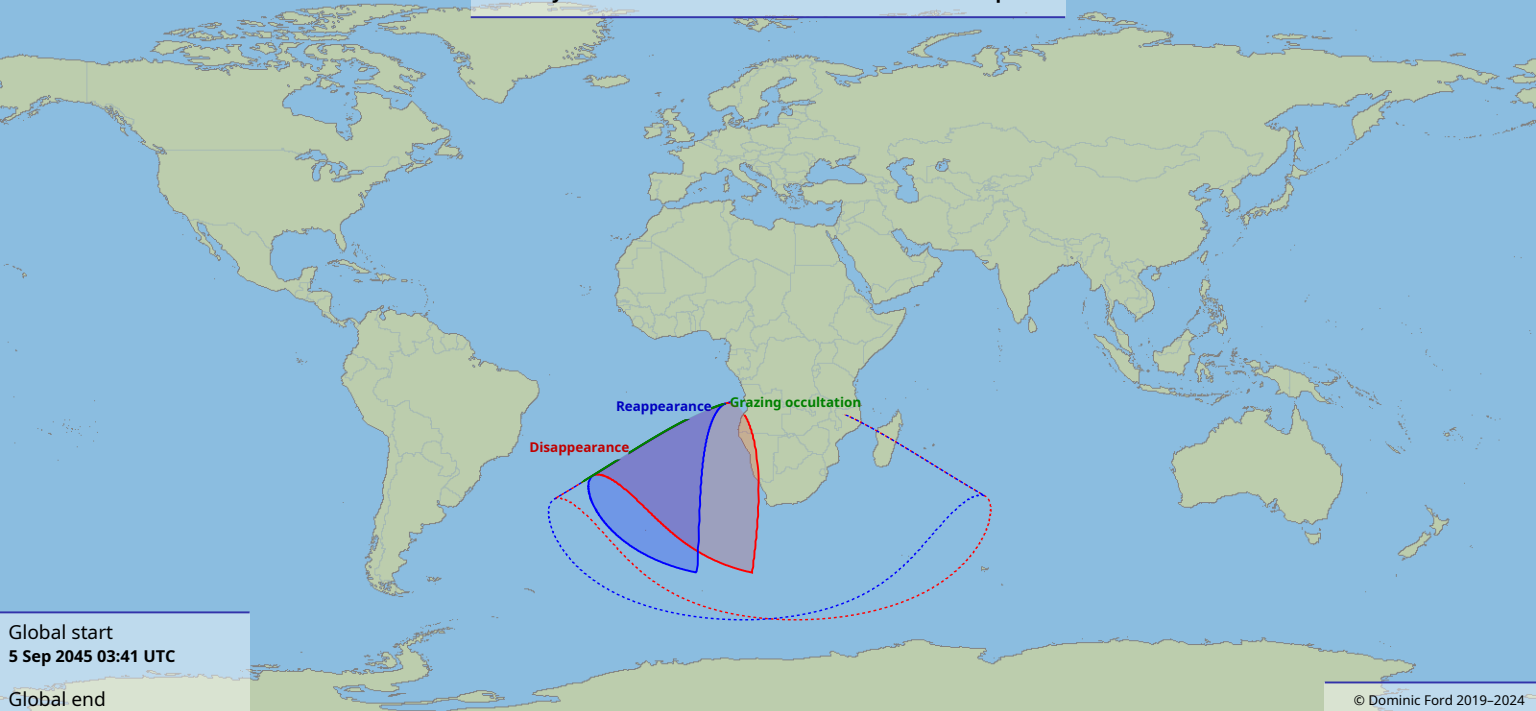 Reappearance
Grazing occultation
Disappearance
Global start
5 Sep 2045 03:41 UTC
Global end
© Dominic Ford 2019–2024